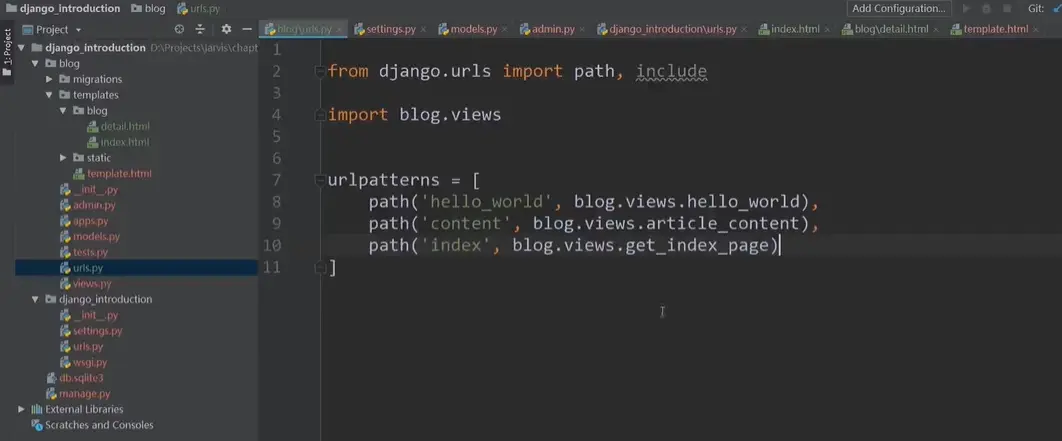 django_introduction blog urls.py Add Configuration... Git:
Project blog\urls.py settings.py models.py admin.py django_introduction\urls.py index.html blog\detail.html template.html
1: Project
django_introduction D:\Projects\jarvis\chapt
blog
migrations
templates
blog
detail.html
index.html
static
template.html
__init__.py
admin.py
apps.py
models.py
tests.py
urls.py
views.py
django_introduction
__init__.py
settings.py
urls.py
wsgi.py
db.sqlite3
manage.py
External Libraries
Scratches and Consoles
1
2 from django.urls import path, include
3
4 import blog.views
5
6
7 urlpatterns = [
8 path('hello_world', blog.views.hello_world),
9 path('content', blog.views.article_content),
10 path('index', blog.views.get_index_page)
11 ]